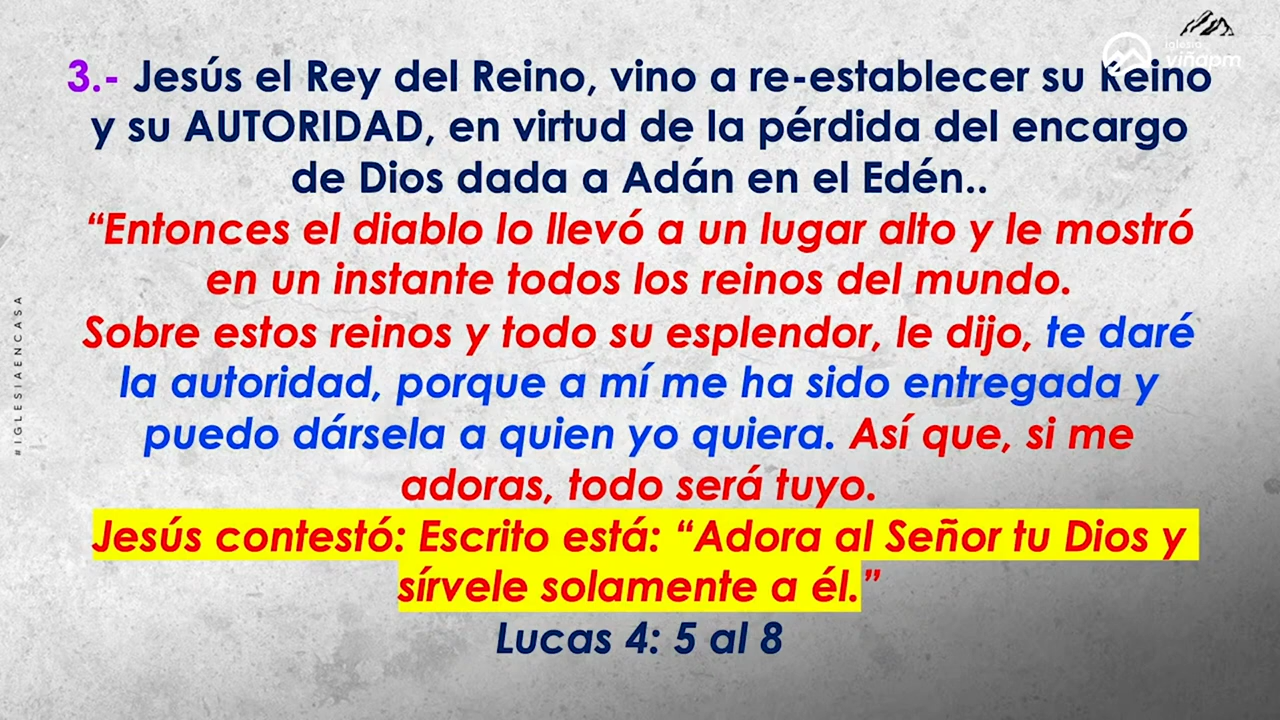 iglesia
viñapm
3.- Jesús el Rey del Reino, vino a re-establecer su Reino
y su AUTORIDAD, en virtud de la pérdida del encargo
de Dios dada a Adán en el Edén..
“Entonces el diablo lo llevó a un lugar alto y le mostró
en un instante todos los reinos del mundo.
Sobre estos reinos y todo su esplendor, le dijo, te daré
la autoridad, porque a mí me ha sido entregada y
puedo dársela a quien yo quiera. Así que, si me
adoras, todo será tuyo.
Jesús contestó: Escrito está: “Adora al Señor tu Dios y
sírvele solamente a él.”
Lucas 4: 5 al 8
#IGLESIAENCASA